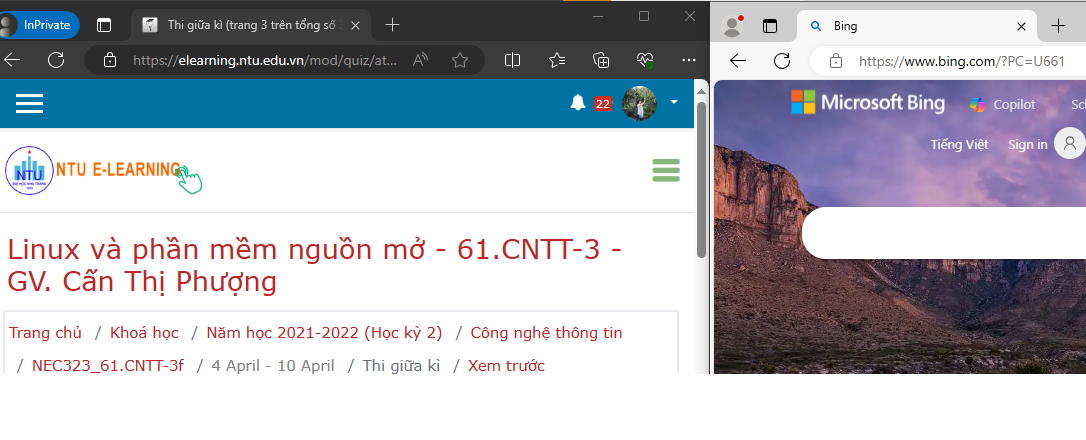 InPrivate
Thi giữa kì (trang 3 trên tổng số
https://elearning.ntu.edu.vn/mod/quiz/at...
22
NTU
NTU E-LEARNING
Linux và phần mềm nguồn mở - 61.CNTT-3 -
GV. Cấn Thị Phượng
Trang chủ / Khoá học / Năm học 2021-2022 (Học kỳ 2) / Công nghệ thông tin
/ NEC323_61.CNTT-3f / 4 April - 10 April / Thi giữa kì / Xem trước
Bing
https://www.bing.com/?PC=U661
Microsoft Bing
Copilot
Tiếng Việt
Sign in